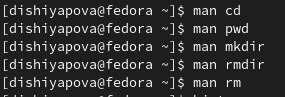 [dishiyapova@fedora ~]$ man cd
[dishiyapova@fedora ~]$ man pwd
[dishiyapova@fedora ~]$ man mkdir
[dishiyapova@fedora ~]$ man rmdir
[dishiyapova@fedora ~]$ man rm